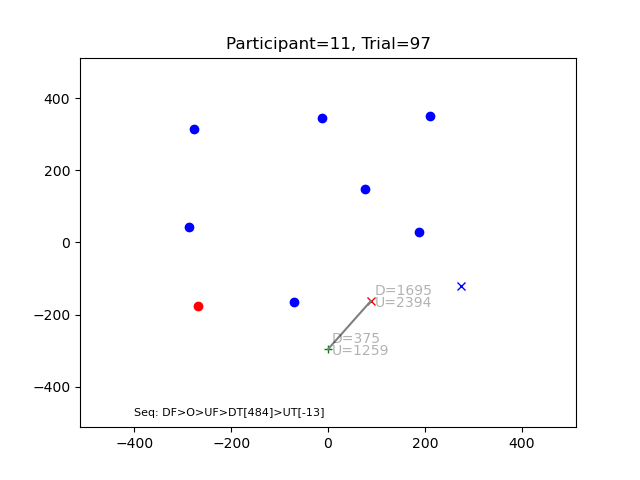 Participant=11, Trial=97
400
200
0
−200
−400
D=1695
U=2394
D=375
U=1259
Seq: DF>O>UF>DT[484]>UT[-13]
−400
−200
0
200
400